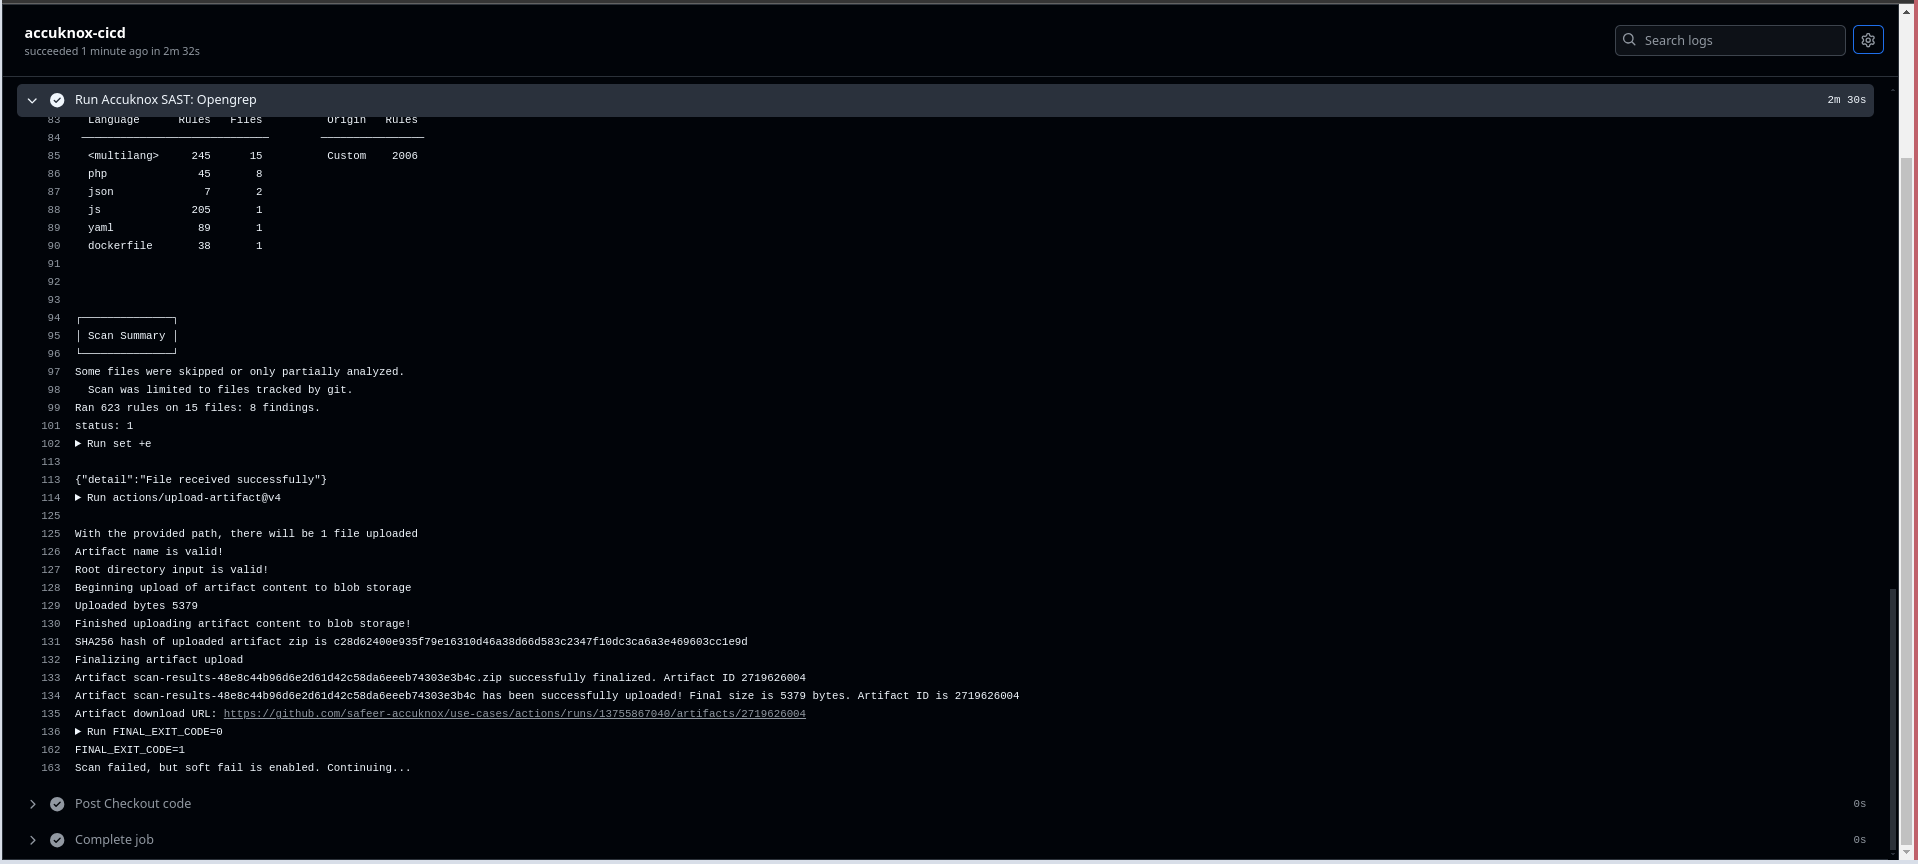 accuknox-cicd
succeeded 1 minute ago in 2m 32s
Search logs
Run Accuknox SAST: Opengrep 2m 30s
83 Language Rules Files Origin Rules
84
85 <multilang> 245 15 Custom 2006
86 php 45 8
87 json 7 2
88 js 205 1
89 yaml 89 1
90 dockerfile 38 1
91
92
93
94
95 Scan Summary
96
97 Some files were skipped or only partially analyzed.
98 Scan was limited to files tracked by git.
99 Ran 623 rules on 15 files: 8 findings.
101 status: 1
102 Run set +e
113
113 {"detail":"File received successfully"}
114 Run actions/upload-artifact@v4
125
125 With the provided path, there will be 1 file uploaded
126 Artifact name is valid!
127 Root directory input is valid!
128 Beginning upload of artifact content to blob storage
129 Uploaded bytes 5379
130 Finished uploading artifact content to blob storage!
131 SHA256 hash of uploaded artifact zip is c28d62400e935f79e16310d46a38d66d583c2347f10dc3ca6a3e469603cc1e9d
132 Finalizing artifact upload
133 Artifact scan-results-48e8c44b96d6e2d61d42c58da6eeeb74303e3b4c.zip successfully finalized. Artifact ID 2719626004
134 Artifact scan-results-48e8c44b96d6e2d61d42c58da6eeeb74303e3b4c has been successfully uploaded! Final size is 5379 bytes. Artifact ID is 2719626004
135 Artifact download URL: https://github.com/safeer-accuknox/use-cases/actions/runs/13755867040/artifacts/2719626004
136 Run FINAL_EXIT_CODE=0
162 FINAL_EXIT_CODE=1
163 Scan failed, but soft fail is enabled. Continuing...
Post Checkout code 0s
Complete job 0s